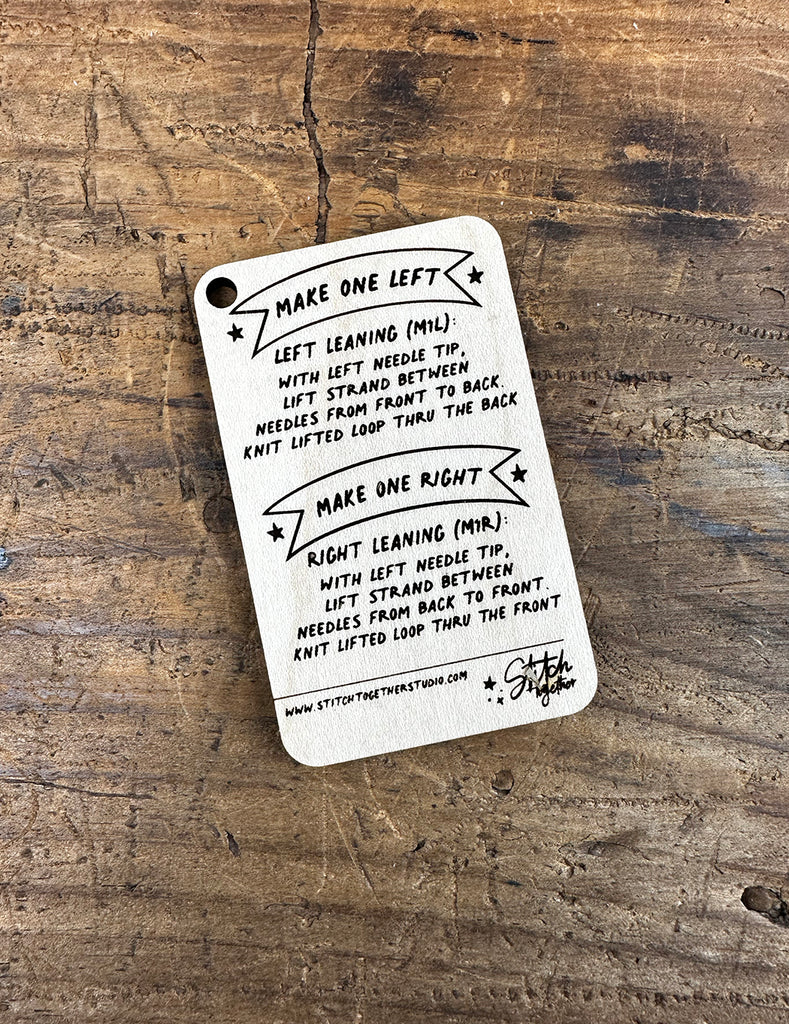 MAKE ONE LEFT
LEFT LEANING (M1L):
WITH LEFT NEEDLE TIP,
LIFT STRAND BETWEEN
NEEDLES FROM FRONT TO BACK.
KNIT LIFTED LOOP THRU THE BACK
MAKE ONE RIGHT
RIGHT LEANING (M1R):
WITH LEFT NEEDLE TIP,
LIFT STRAND BETWEEN
NEEDLES FROM BACK TO FRONT.
KNIT LIFTED LOOP THRU THE FRONT
WWW.STITCHTOGETHERSTUDIO.COM
Stitch
together